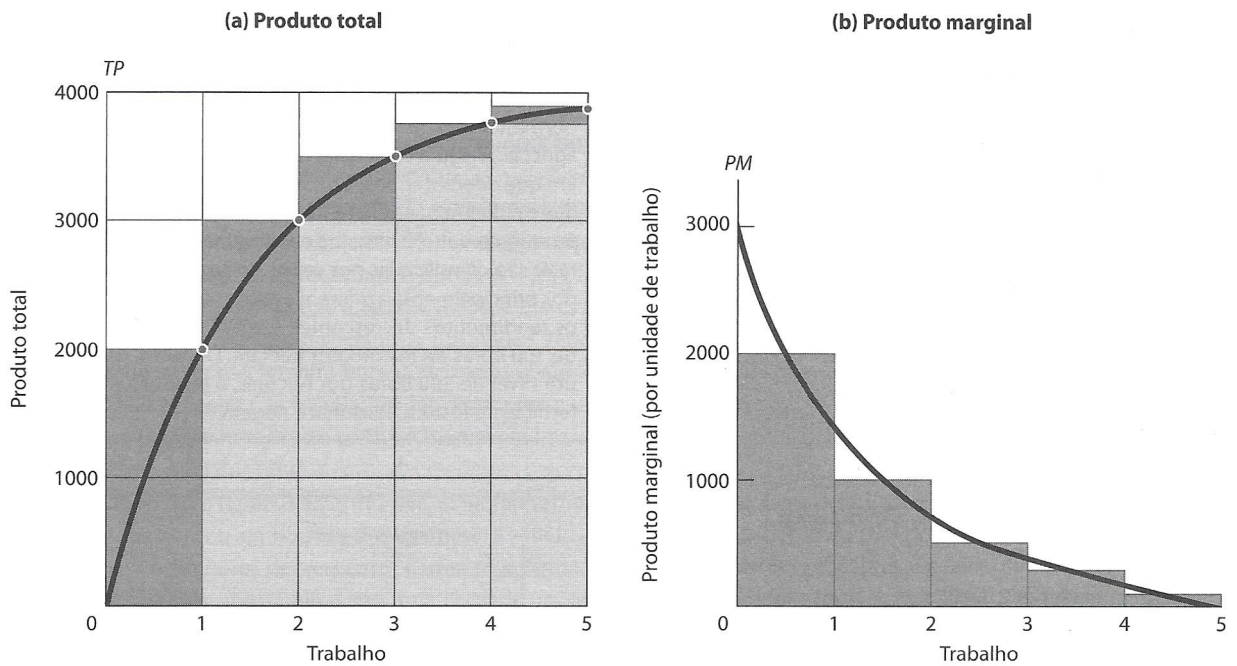 (a) Produto total
TP
4000
3000
2000
1000
0
1
2
3
4
5
Produto total
Trabalho
(b) Produto marginal
PM
3000
2000
1000
0
1
2
3
4
5
Produto marginal (por unidade de trabalho)
Trabalho